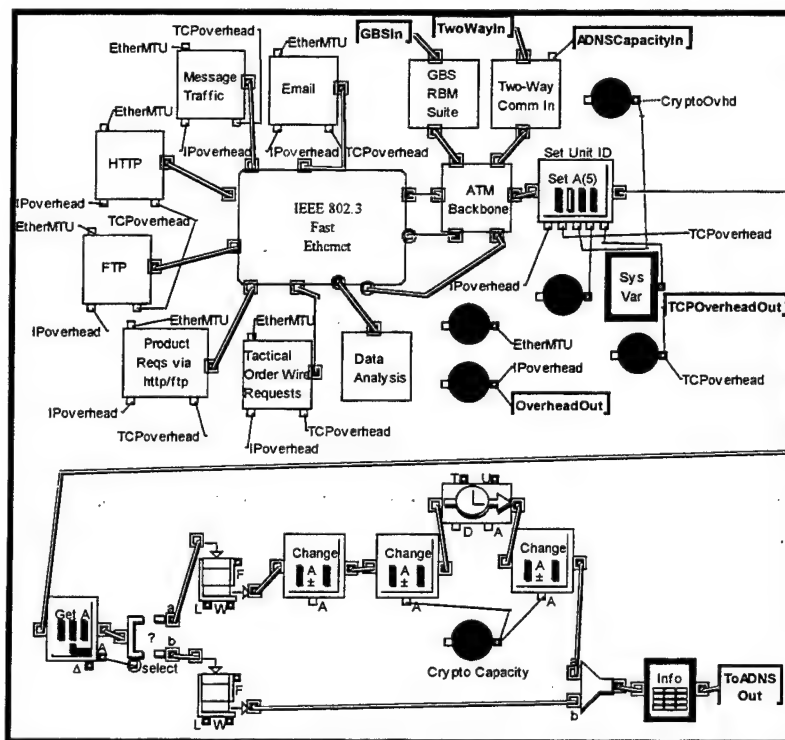 GBSIn
TwoWayIn
ADNSCapacityIn
TCPoverhead
EtherMTU
Message
Traffic
EtherMTU
Email
GBS
RBM
Suite
Two-Way
Comm In
CryptoOvhd
EtherMTU
IPoverhead
IPoverhead
TCPoverhead
HTTP
Set Unit ID
Set A(5)
IPoverhead
TCPoverhead
EtherMTU
IEEE 802.3
Fast
Ethernet
ATM
Backbone
FTP
TCPoverhead
IPoverhead
Sys
Var
IPoverhead
EtherMTU
EtherMTU
TCPOverheadOut
Product
Reqs via
http/ftp
Tactical
Order Wire
Requests
Data
Analysis
EtherMTU
IPoverhead
TCPoverhead
IPoverhead
TCPoverhead
TCPoverhead
IPoverhead
OverheadOut
T U
D A
Change
A
±
A
Change
A
±
A
Change
A
±
A
F
L W
a
Get A
A
Δ
?
b
select
F
L W
Crypto Capacity
a
b
Info
ToADNS
Out